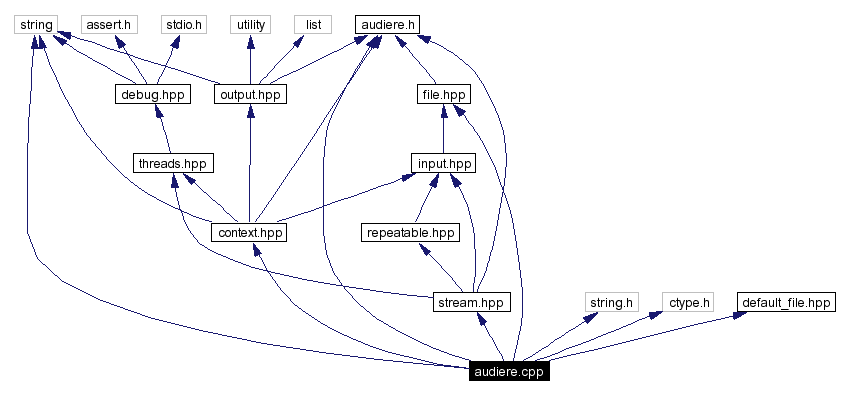 string
assert.h
stdio.h
utility
list
audiere.h
debug.hpp
output.hpp
file.hpp
threads.hpp
input.hpp
context.hpp
repeatable.hpp
stream.hpp
string.h
ctype.h
default_file.hpp
audiere.cpp